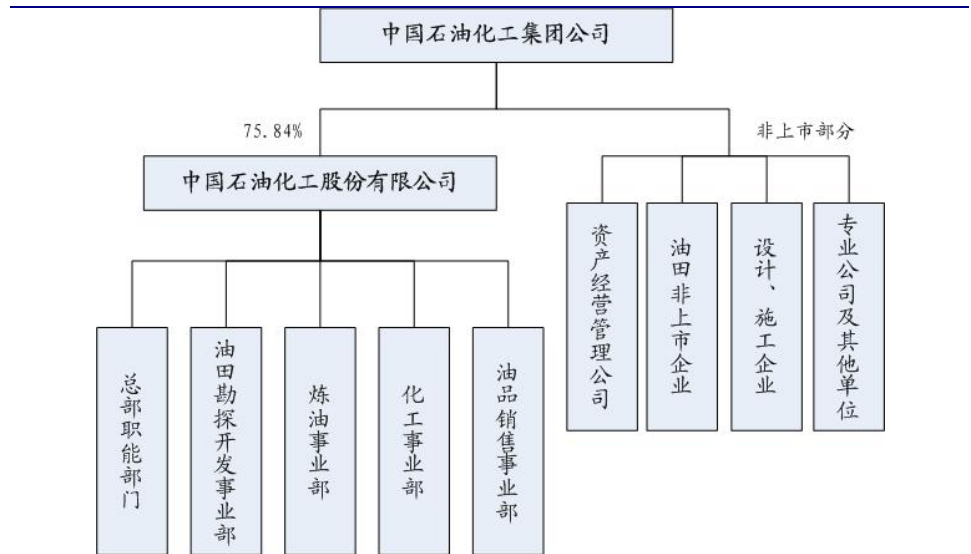 中国石油化工集团公司
75.84%
非上市部分
中国石油化工股份有限公司
资产经营管理公司
油田非上市企业
设计、施工企业
专业公司及其他单位
总部职能部门
油田勘探开发事业部
炼油事业部
化工事业部
油品销售事业部